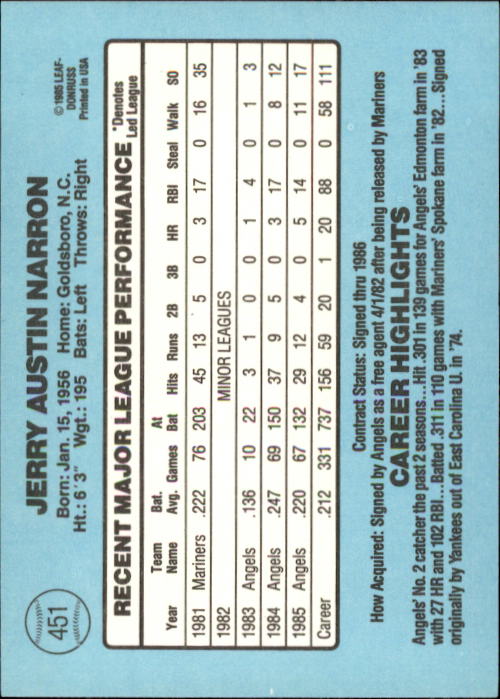 451
JERRY AUSTIN NARRON
Born: Jan. 15, 1956 Home: Goldsboro, N.C.
Ht.: 6'3" Wgt.: 195 Bats: Left Throws: Right
© 1985 LEAF-
DONRUSS
Printed in USA
RECENT MAJOR LEAGUE PERFORMANCE
*Denotes
Led League
Team Bat. At
Year Name Avg. Games Bat Hits Runs 2B 3B HR RBI Steal Walk SO
1981 Mariners .222 76 203 45 13 5 0 3 17 0 16 35
1982 MINOR LEAGUES
1983 Angels .136 10 22 3 1 0 0 1 4 0 1 3
1984 Angels .247 69 150 37 9 5 0 3 17 0 8 12
1985 Angels .220 67 132 29 12 4 0 5 14 0 11 17
Career .212 331 737 156 59 20 1 20 88 0 58 111
Contract Status: Signed thru 1986
How Acquired: Signed by Angels as a free agent 4/1/82 after being released by Mariners
CAREER HIGHLIGHTS
Angels' No. 2 catcher the past 2 seasons...Hit .301 in 139 games for Angels' Edmonton farm in '83
with 27 HR and 102 RBI...Batted .311 in 110 games with Mariners' Spokane farm in '82...Signed
originally by Yankees out of East Carolina U. in '74.